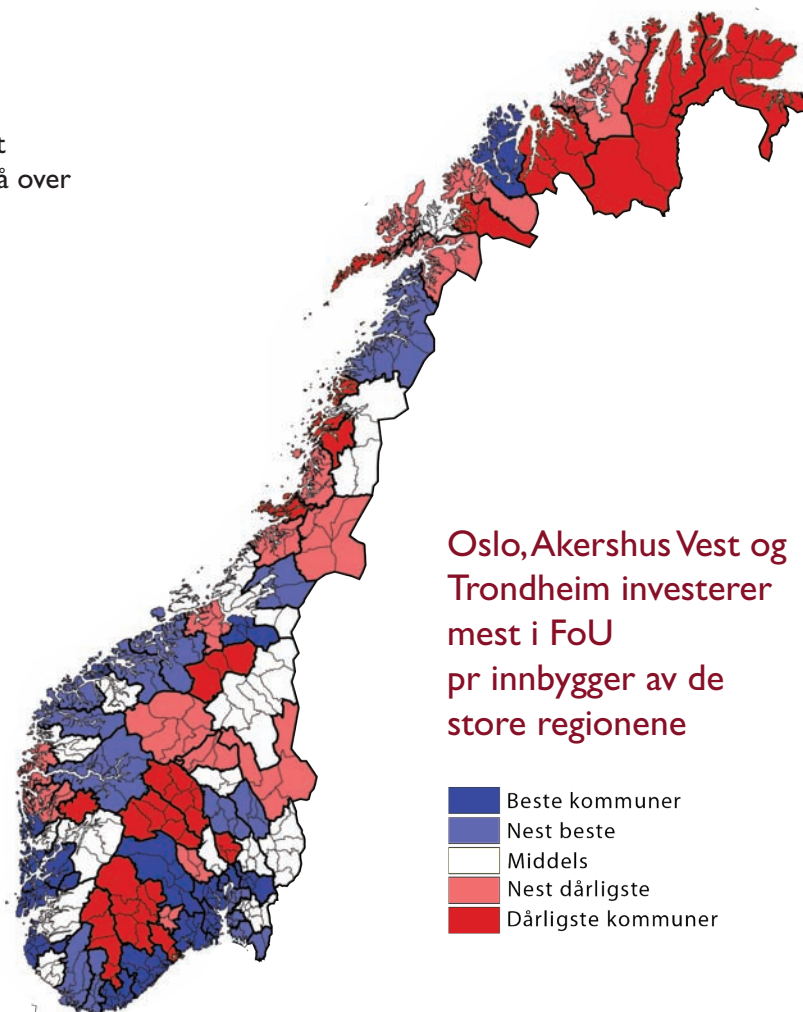 t
å over
Oslo, Akershus Vest og
Trondheim investerer
mest i FoU
pr innbygger av de
store regionene
Beste kommuner
Nest beste
Middels
Nest dårligste
Dårligste kommuner